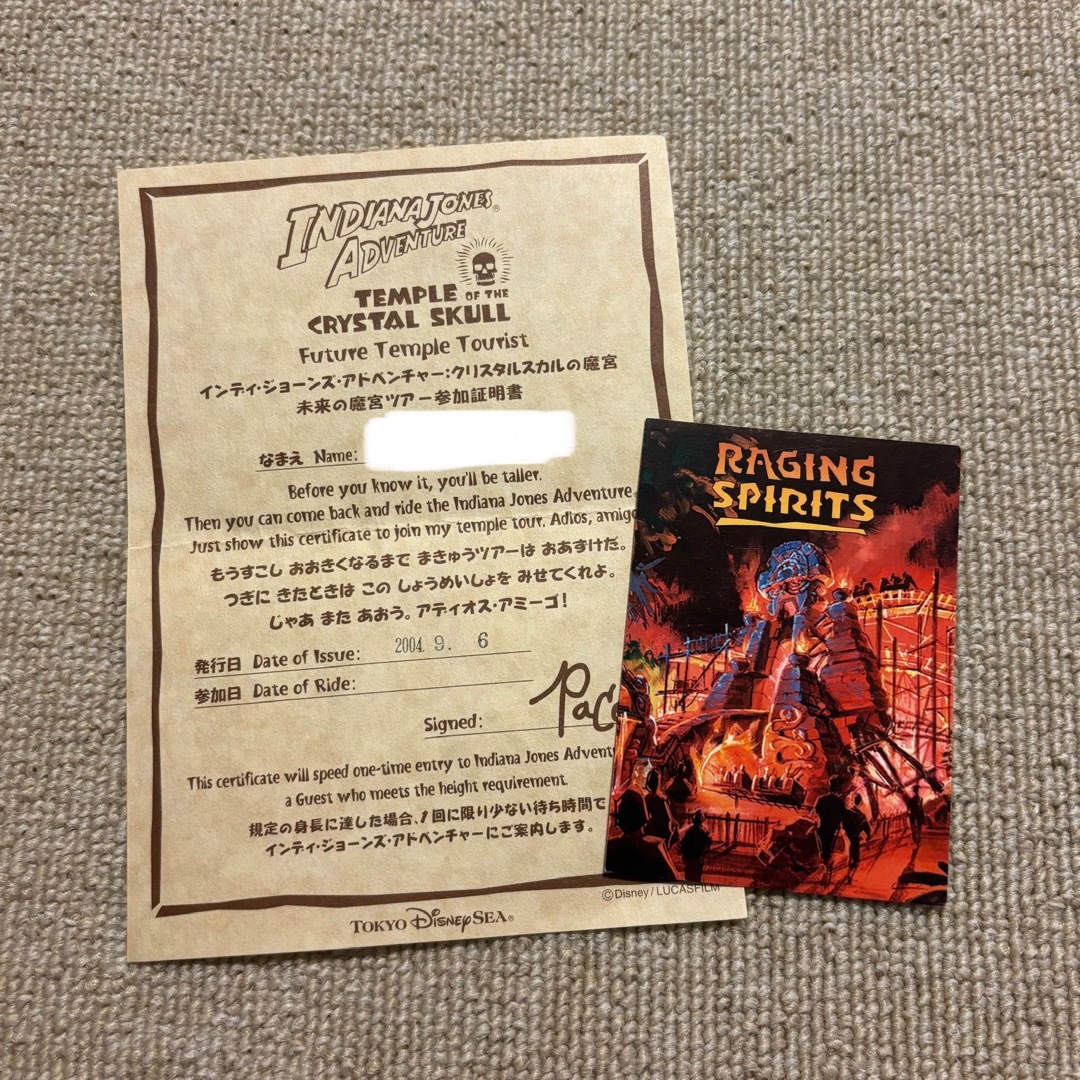 INDIANA JONES®
ADVENTURE
TEMPLE OF THE
CRYSTAL SKULL
Future Temple Tourist
インディ・ジョーンズ・アドベンチャー:クリスタルスカルの魔宮
未来の魔宮ツアー参加証明書
なまえ Name:
Before you know it, you'll be taller.
Then you can come back and ride the Indiana Jones Adventure.
Just show this certificate to join my temple tour. Adios, amigo
もうすこし おおきくなるまで まきゅうツアーは おあずけだ。
つぎに きたときは この しょうめいしょを みせてくれよ。
じゃあ また あおう。アディオス・アミーゴ!
発行日 Date of Issue: 2004. 9. 6
参加日 Date of Ride:
Signed: Pac
This certificate will speed one-time entry to Indiana Jones Advent
a Guest who meets the height requirement.
規定の身長に達した場合、1回に限り少ない待ち時間で
インディ・ジョーンズ・アドベンチャーにご案内します。
©Disney/LUCASFILM
TOKYO DisneySEA®
RAGING
SPIRITS